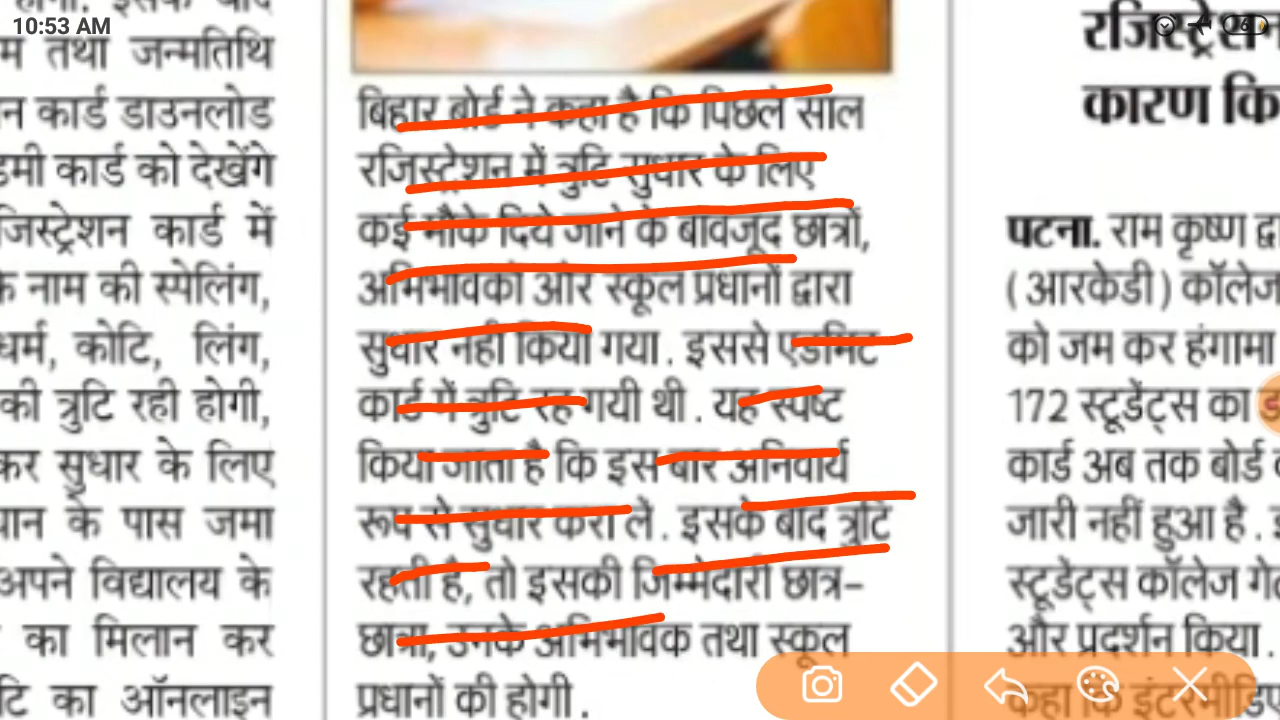 10:53 AM
म तथा जन्मतिथि
न कार्ड डाउनलोड
डमी कार्ड को देखेंगे
जिस्ट्रेशन कार्ड में
के नाम की स्पेलिंग,
धर्म, कोटि, लिंग,
की त्रुटि रही होगी,
कर सुधार के लिए
यान के पास जमा
अपने विद्यालय के
का मिलान कर
टि का ऑनलाइन
बिहार बोर्ड ने कहा है कि पिछले साल
रजिस्ट्रेशन में त्रुटि सुधार के लिए
कई मौके दिये जाने के बावजूद छात्रों,
अभिभावकों और स्कूल प्रधानों द्वारा
सुधार नहीं किया गया. इससे एडमिट
कार्ड में त्रुटि रह गयी थी. यह स्पष्ट
किया जाता है कि इस बार अनिवार्य
रूप से सुधार करा लें. इसके बाद त्रुटि
रहती है, तो इसकी जिम्मेदारी छात्र-
छात्रा, उनके अभिभावक तथा स्कूल
प्रधानों की होगी.
रजिस्ट्रेशन
कारण कि
पटना. राम कृष्ण द्व
(आरकेडी) कॉलेज
को जम कर हंगामा
172 स्टूडेंट्स का
कार्ड अब तक बोर्ड
जारी नहीं हुआ है.
स्टूडेंट्स कॉलेज गे
और प्रदर्शन किया.
कहा कि इंटरमीडि